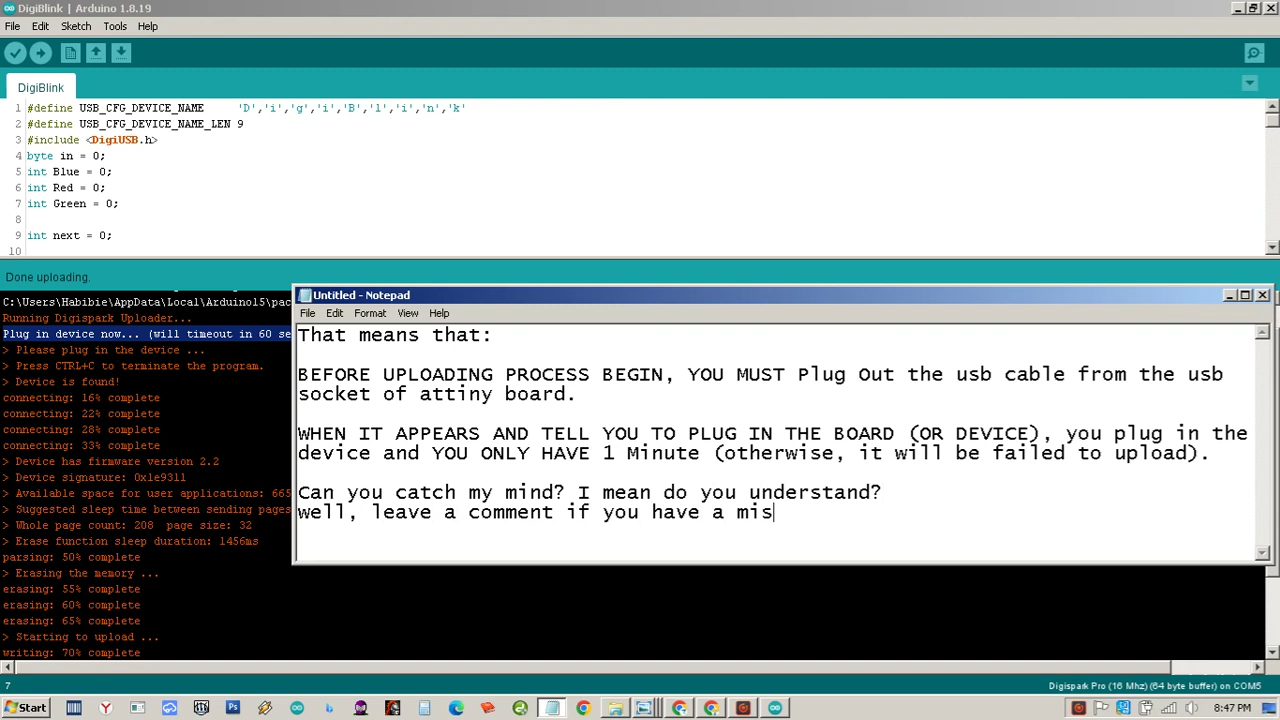 DigiBlink | Arduino 1.8.19
File Edit Sketch Tools Help
DigiBlink
1 #define USB_CFG_DEVICE_NAME 'D','i','g','i','B','l','i','n','k'
2 #define USB_CFG_DEVICE_NAME_LEN 9
3 #include <DigiUSB.h>
4 byte in = 0;
5 int Blue = 0;
6 int Red = 0;
7 int Green = 0;
8
9 int next = 0;
10
Done uploading.
C:\Users\Habibie\AppData\Local\Arduino15\pac
Running Digispark Uploader...
Plug in device now... (will timeout in 60 se
> Please plug in the device ...
> Press CTRL+C to terminate the program.
> Device is found!
connecting: 16% complete
connecting: 22% complete
connecting: 28% complete
connecting: 33% complete
> Device has firmware version 2.2
> Device signature: 0x1e9311
> Available space for user applications: 665
> Suggested sleep time between sending pages
> Whole page count: 208 page size: 32
> Erase function sleep duration: 1456ms
parsing: 50% complete
> Erasing the memory ...
erasing: 55% complete
erasing: 60% complete
erasing: 65% complete
> Starting to upload ...
writing: 70% complete
Untitled - Notepad
File Edit Format View Help
That means that:
BEFORE UPLOADING PROCESS BEGIN, YOU MUST Plug Out the usb cable from the usb
socket of attiny board.
WHEN IT APPEARS AND TELL YOU TO PLUG IN THE BOARD (OR DEVICE), you plug in the
device and YOU ONLY HAVE 1 Minute (otherwise, it will be failed to upload).
Can you catch my mind? I mean do you understand?
well, leave a comment if you have a mis
7 Digispark Pro (16 Mhz) (64 byte buffer) on COM5
Start 8:47 PM